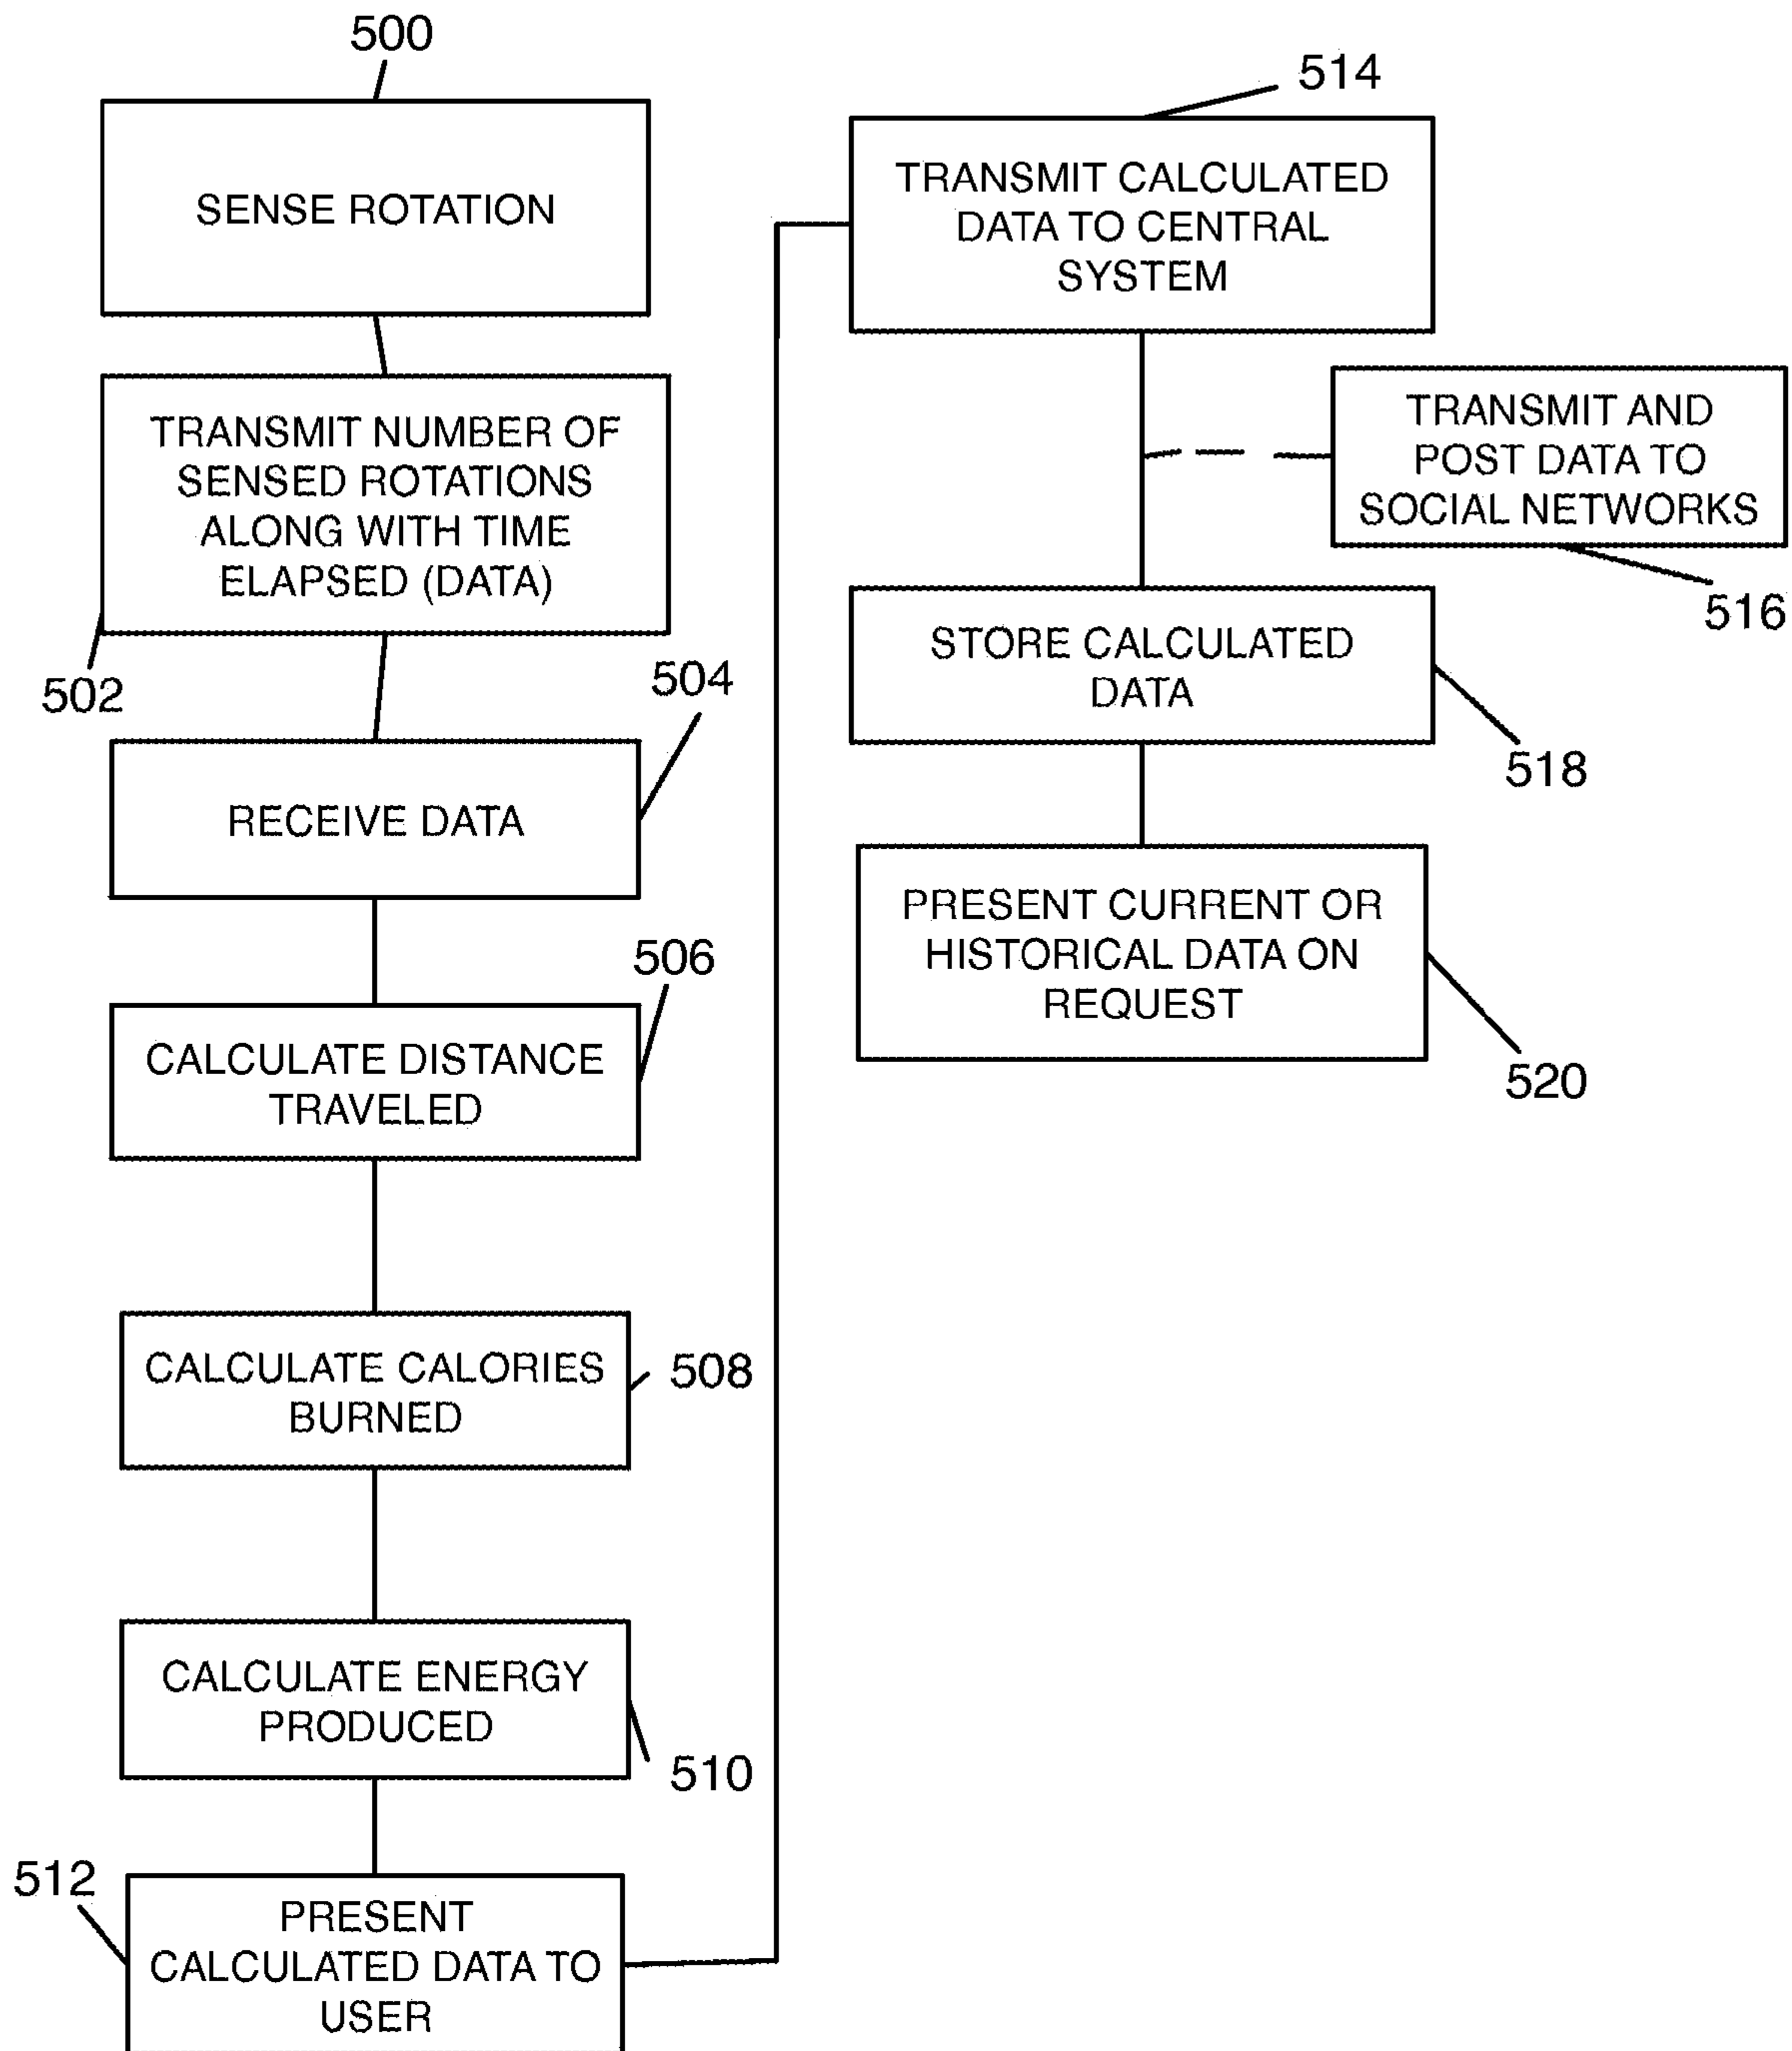 500
SENSE ROTATION
TRANSMIT NUMBER OF
SENSED ROTATIONS
ALONG WITH TIME
ELAPSED (DATA)
502
504
RECEIVE DATA
506
CALCULATE DISTANCE
TRAVELED
CALCULATE CALORIES
BURNED
508
CALCULATE ENERGY
PRODUCED
510
512
PRESENT
CALCULATED DATA TO
USER
514
TRANSMIT CALCULATED
DATA TO CENTRAL
SYSTEM
TRANSMIT AND
POST DATA TO
SOCIAL NETWORKS
516
STORE CALCULATED
DATA
518
PRESENT CURRENT OR
HISTORICAL DATA ON
REQUEST
520